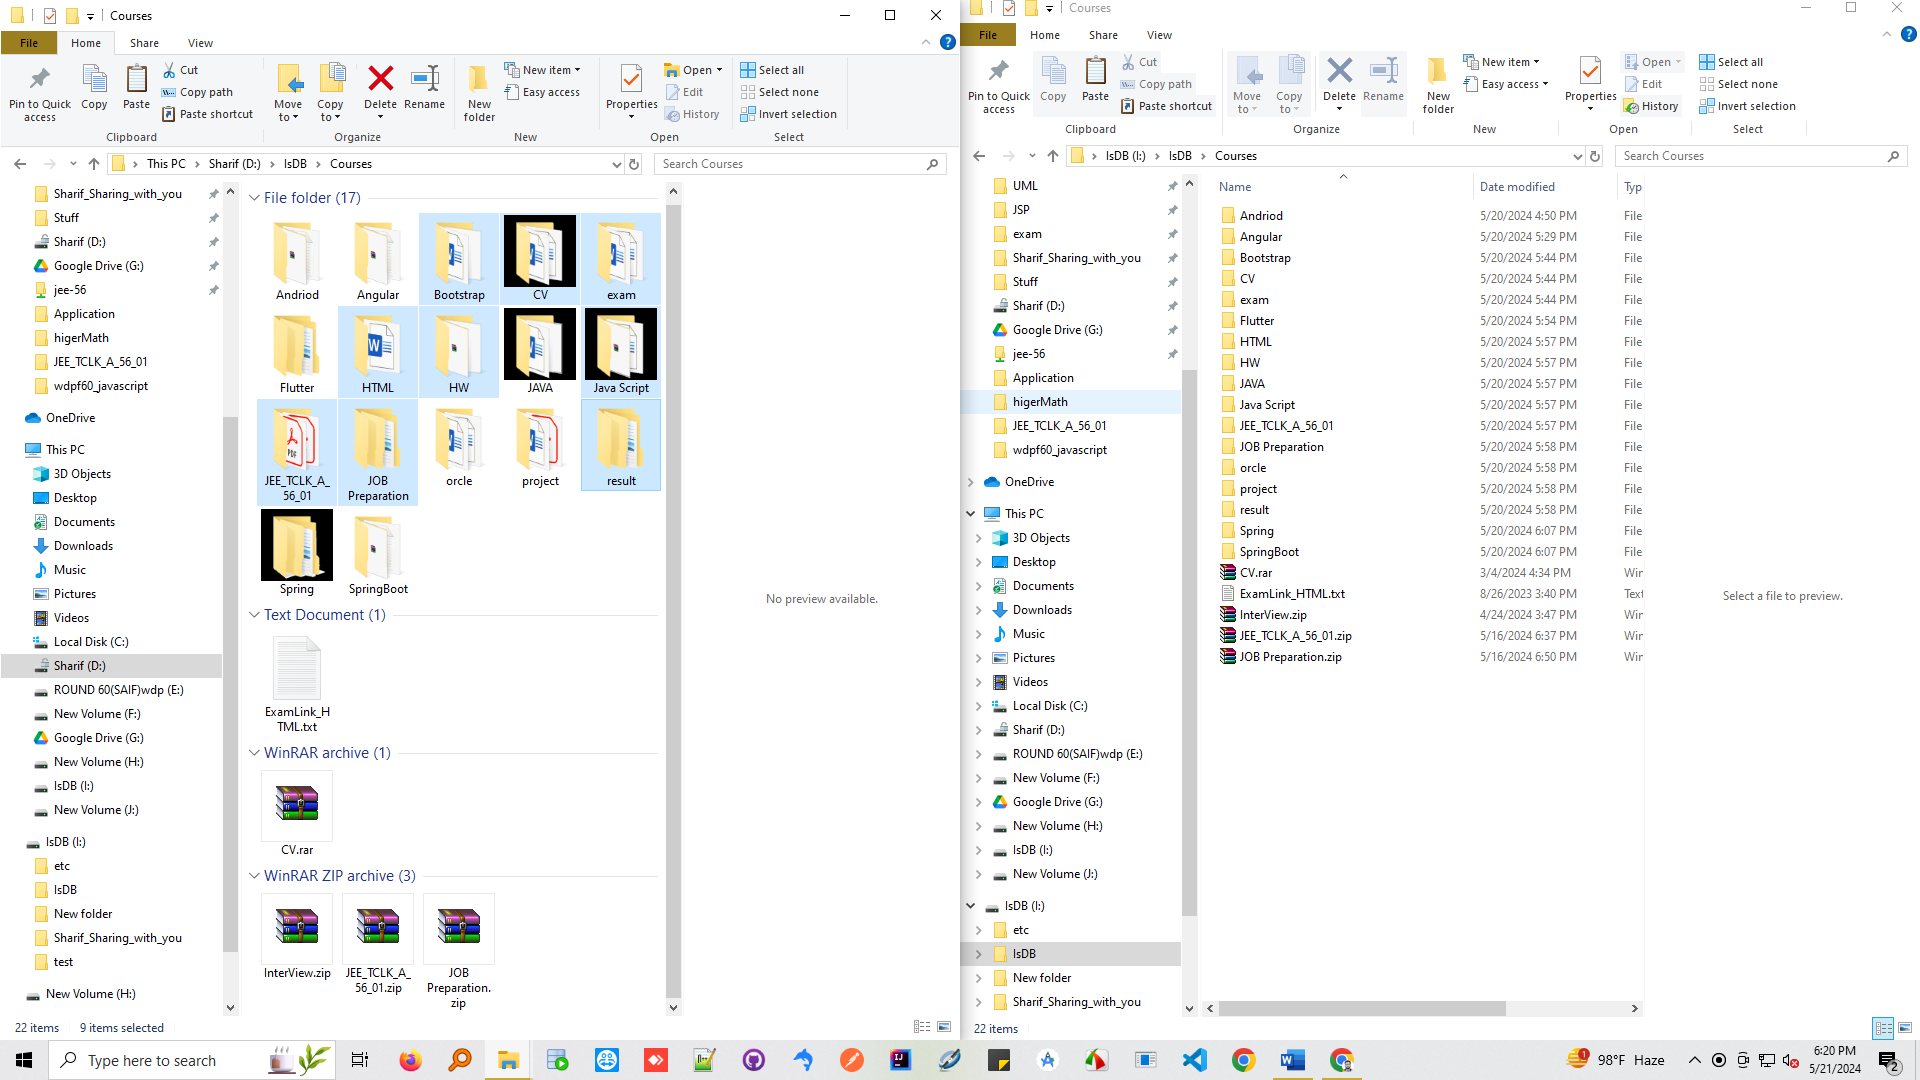 Courses
File
Home
Share
View
Pin to Quick access
Copy
Paste
Cut
Copy path
Paste shortcut
Clipboard
Move to
Copy to
Delete
Rename
Organize
New folder
New item
Easy access
New
Properties
Open
Edit
History
Open
Select all
Select none
Invert selection
Select
This PC > Sharif (D:) > IsDB > Courses
Search Courses
Sharif_Sharing_with_you
Stuff
Sharif (D:)
Google Drive (G:)
jee-56
Application
higerMath
JEE_TCLK_A_56_01
wdpf60_javascript
OneDrive
This PC
3D Objects
Desktop
Documents
Downloads
Music
Pictures
Videos
Local Disk (C:)
Sharif (D:)
ROUND 60(SAIF)wdp (E:)
New Volume (F:)
Google Drive (G:)
New Volume (H:)
IsDB (I:)
New Volume (J:)
IsDB (I:)
etc
IsDB
New folder
Sharif_Sharing_with_you
test
New Volume (H:)
File folder (17)
Andriod
Angular
Bootstrap
CV
exam
Flutter
HTML
HW
JAVA
Java Script
JEE_TCLK_A_
56_01
JOB
Preparation
orcle
project
result
Spring
SpringBoot
Text Document (1)
ExamLink_H
TML.txt
WinRAR archive (1)
CV.rar
WinRAR ZIP archive (3)
InterView.zip
JEE_TCLK_A_
56_01.zip
JOB
Preparation.
zip
No preview available.
22 items
9 items selected
Courses
File
Home
Share
View
Pin to Quick access
Copy
Paste
Cut
Copy path
Paste shortcut
Clipboard
Move to
Copy to
Delete
Rename
Organize
New folder
New item
Easy access
New
Properties
Open
Edit
History
Open
Select all
Select none
Invert selection
Select
IsDB (I:) > IsDB > Courses
Search Courses
UML
JSP
exam
Sharif_Sharing_with_you
Stuff
Sharif (D:)
Google Drive (G:)
jee-56
Application
higerMath
JEE_TCLK_A_56_01
wdpf60_javascript
OneDrive
This PC
3D Objects
Desktop
Documents
Downloads
Music
Pictures
Videos
Local Disk (C:)
Sharif (D:)
ROUND 60(SAIF)wdp (E:)
New Volume (F:)
Google Drive (G:)
New Volume (H:)
IsDB (I:)
New Volume (J:)
IsDB (I:)
etc
IsDB
New folder
Sharif_Sharing_with_you
Name Date modified Typ
Andriod 5/20/2024 4:50 PM File
Angular 5/20/2024 5:29 PM File
Bootstrap 5/20/2024 5:44 PM File
CV 5/20/2024 5:44 PM File
exam 5/20/2024 5:44 PM File
Flutter 5/20/2024 5:54 PM File
HTML 5/20/2024 5:57 PM File
HW 5/20/2024 5:57 PM File
JAVA 5/20/2024 5:57 PM File
Java Script 5/20/2024 5:57 PM File
JEE_TCLK_A_56_01 5/20/2024 5:57 PM File
JOB Preparation 5/20/2024 5:58 PM File
orcle 5/20/2024 5:58 PM File
project 5/20/2024 5:58 PM File
result 5/20/2024 5:58 PM File
Spring 5/20/2024 6:07 PM File
SpringBoot 5/20/2024 6:07 PM File
CV.rar 3/4/2024 4:34 PM Win
ExamLink_HTML.txt 8/26/2023 3:40 PM Text
InterView.zip 4/24/2024 3:47 PM Win
JEE_TCLK_A_56_01.zip 5/16/2024 6:37 PM Win
JOB Preparation.zip 5/16/2024 6:50 PM Win
Select a file to preview.
22 items
Type here to search
1
98°F Haze
6:20 PM
5/21/2024
2